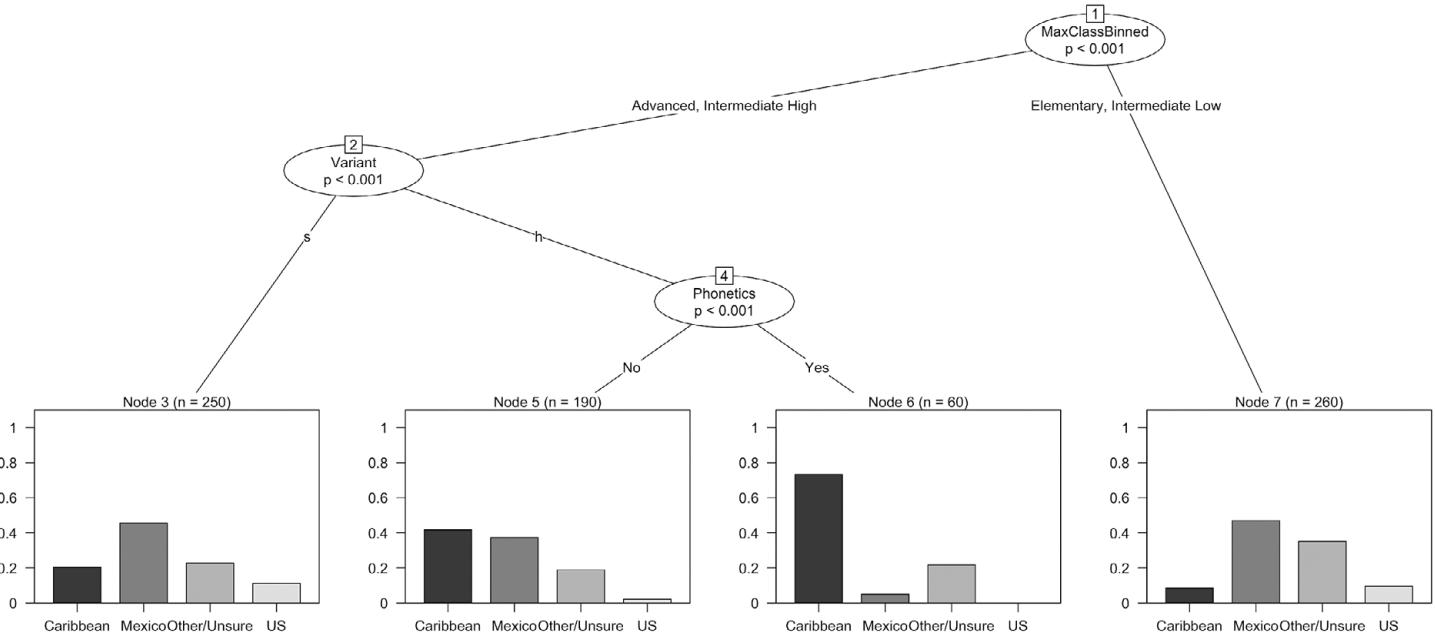 1
MaxClassBinned
p < 0.001
Advanced, Intermediate High
Elementary, Intermediate Low
2
Variant
p < 0.001
s
h
4
Phonetics
p < 0.001
No
Yes
Node 3 (n = 250)
1
0.8
0.6
0.4
0.2
0
Caribbean Mexico Other/Unsure US
Node 5 (n = 190)
1
0.8
0.6
0.4
0.2
0
Caribbean Mexico Other/Unsure US
Node 6 (n = 60)
1
0.8
0.6
0.4
0.2
0
Caribbean Mexico Other/Unsure US
Node 7 (n = 260)
1
0.8
0.6
0.4
0.2
0
Caribbean Mexico Other/Unsure US